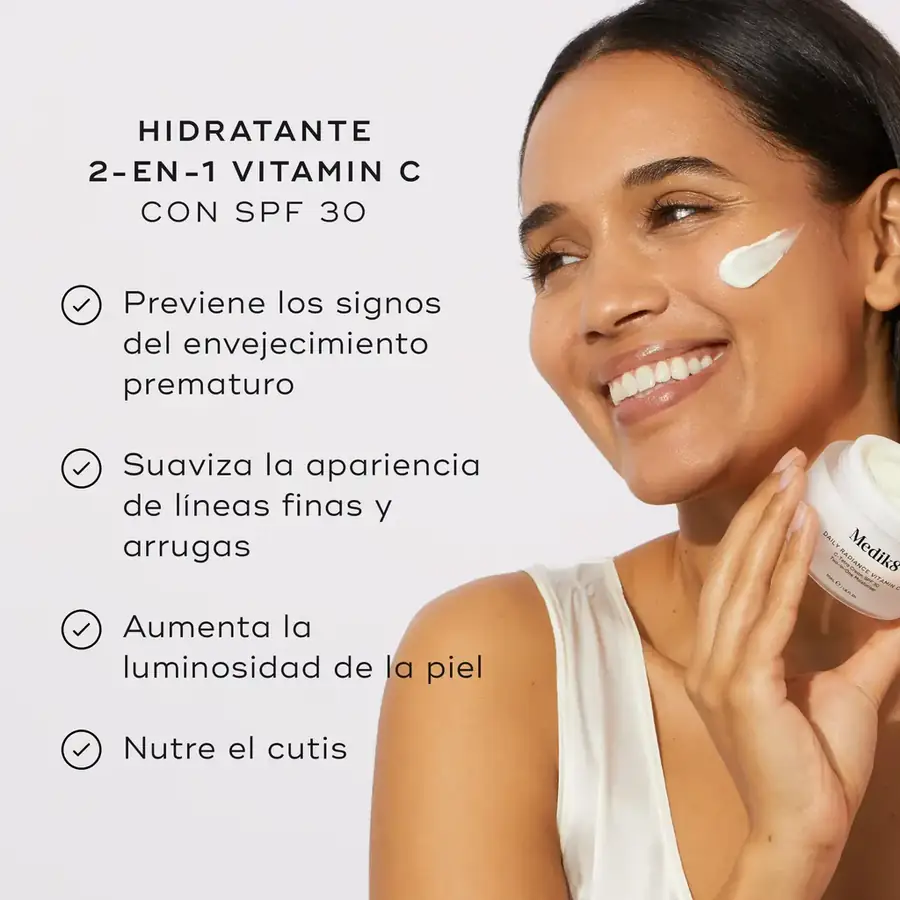 HIDRATANTE
2-EN-1 VITAMIN C
CON SPF 30
Previene los signos
del envejecimiento
prematuro
Suaviza la apariencia
de líneas finas y
arrugas
Aumenta la
luminosidad de la piel
Nutre el cutis
Medik8
DAILY RADIANCE VITAMIN C